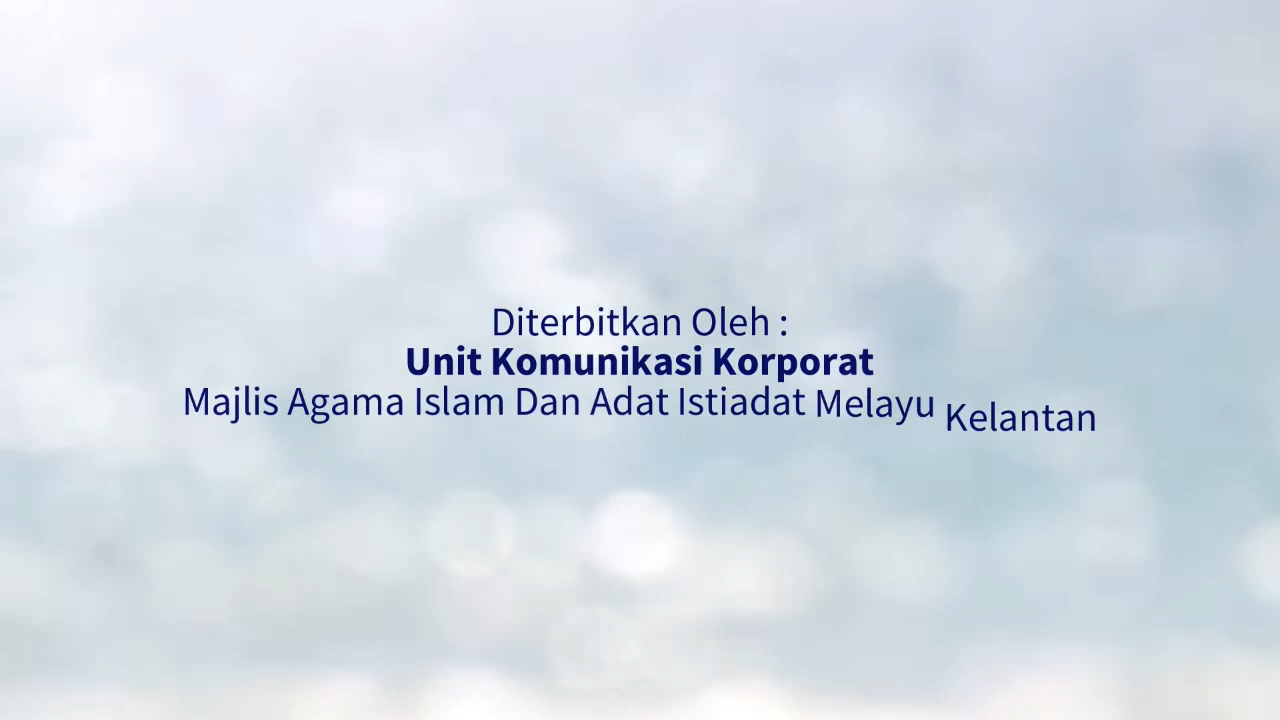 Diterbitkan Oleh :
Unit Komunikasi Korporat
Majlis Agama Islam Dan Adat Istiadat Melayu Kelantan